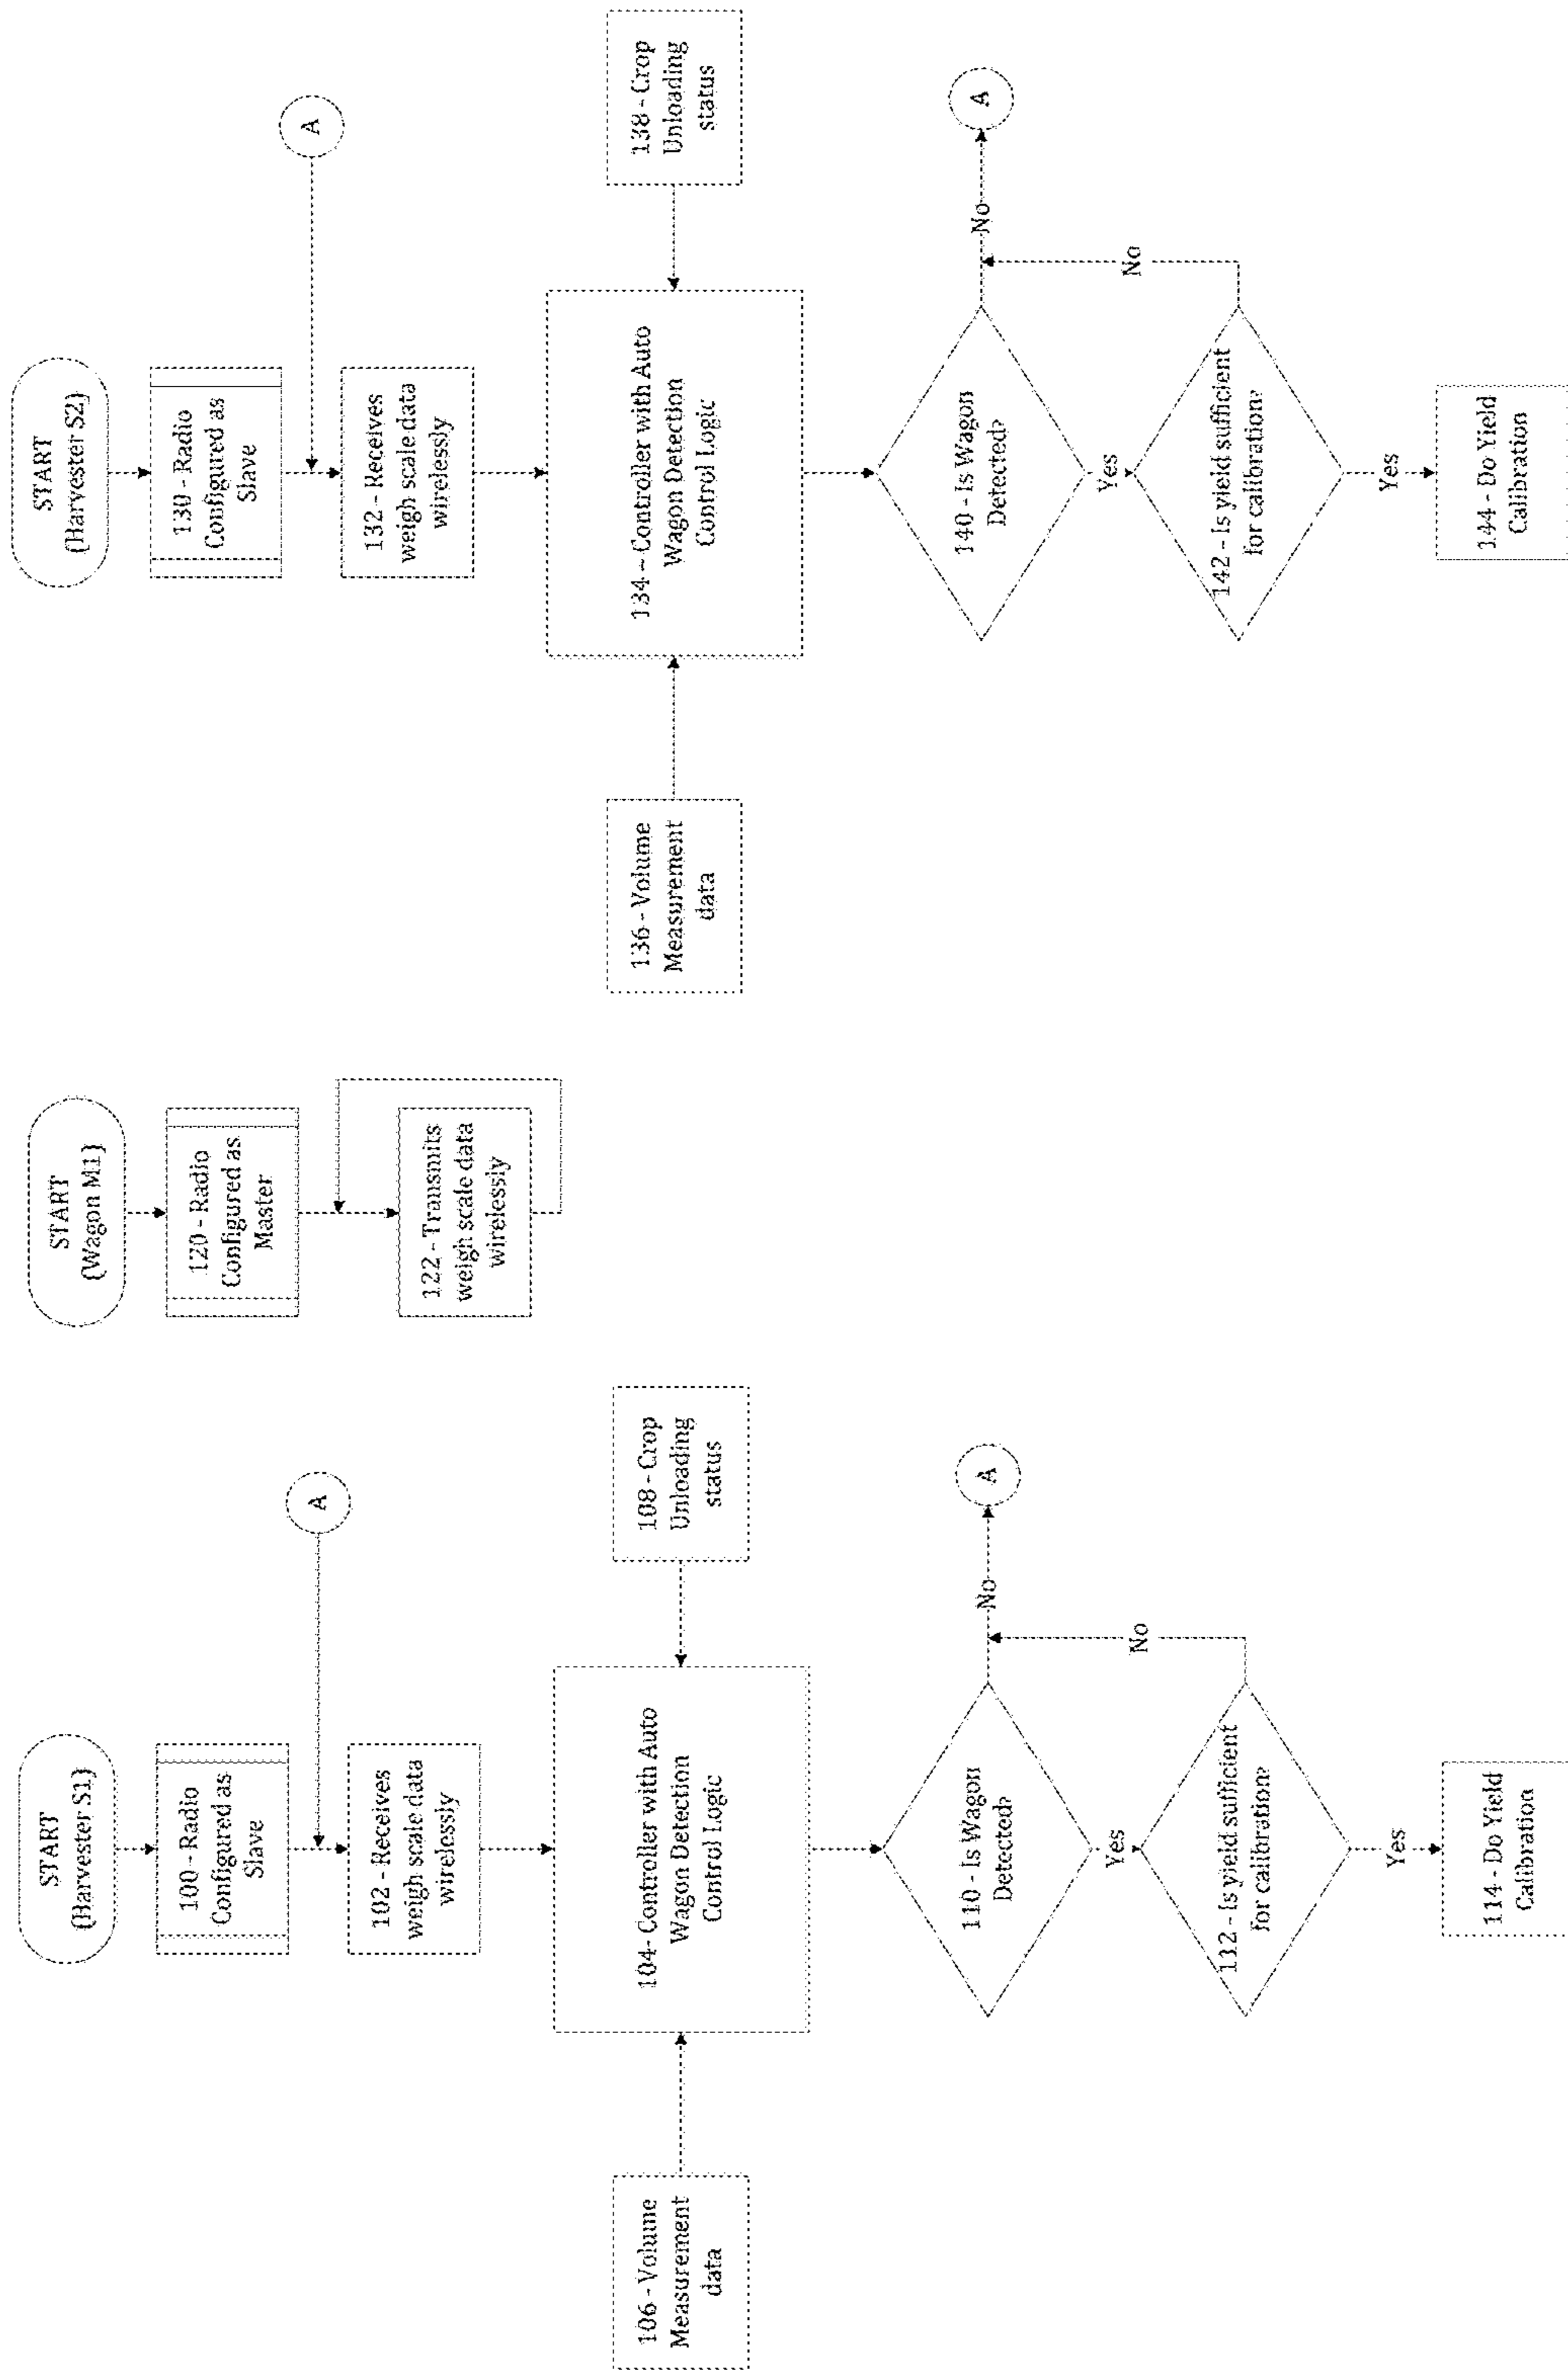 START
(Harvester S1)
100 - Radio
Configured as
Slave
A
102 - Receives
weigh scale data
wirelessly
106 - Volume
Measurement
data
104- Controller with Auto
Wagon Detection
Control Logic
108 - Crop
Unloading
status
110 - Is Wagon
Detected?
No
A
Yes
No
112 - Is yield sufficient
for calibration?
Yes
114 - Do Yield
Calibration
START
(Wagon M1)
120 - Radio
Configured as
Master
122 - Transmits
weigh scale data
wirelessly
START
(Harvester S2)
130 - Radio
Configured as
Slave
A
132 - Receives
weigh scale data
wirelessly
136 - Volume
Measurement
data
134 - Controller with Auto
Wagon Detection
Control Logic
138 - Crop
Unloading
status
140 - Is Wagon
Detected?
No
A
Yes
No
142 - Is yield sufficient
for calibration?
Yes
144 - Do Yield
Calibration